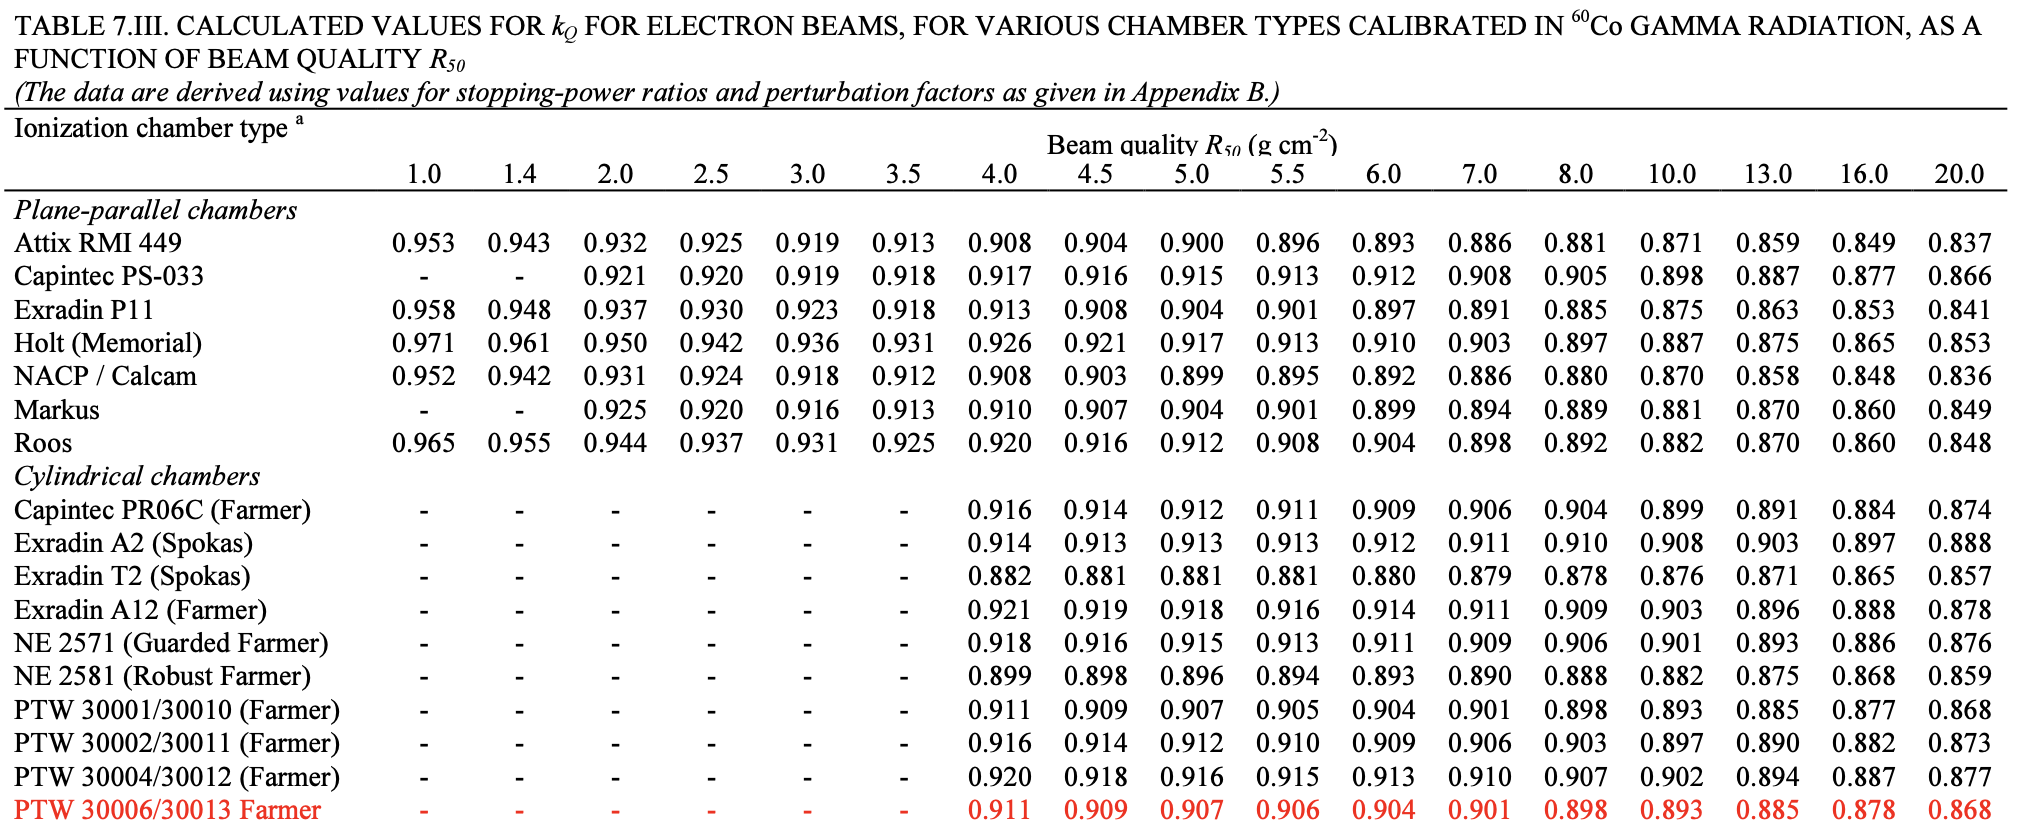 TABLE 7.III. CALCULATED VALUES FOR kQ FOR ELECTRON BEAMS, FOR VARIOUS CHAMBER TYPES CALIBRATED IN 60Co GAMMA RADIATION, AS A
FUNCTION OF BEAM QUALITY R50
(The data are derived using values for stopping-power ratios and perturbation factors as given in Appendix B.)
Ionization chamber type a
Beam quality R50 (g cm-2)
1.0 1.4 2.0 2.5 3.0 3.5 4.0 4.5 5.0 5.5 6.0 7.0 8.0 10.0 13.0 16.0 20.0
Plane-parallel chambers
Attix RMI 449 0.953 0.943 0.932 0.925 0.919 0.913 0.908 0.904 0.900 0.896 0.893 0.886 0.881 0.871 0.859 0.849 0.837
Capintec PS-033 - - 0.921 0.920 0.919 0.918 0.917 0.916 0.915 0.913 0.912 0.908 0.905 0.898 0.887 0.877 0.866
Exradin P11 0.958 0.948 0.937 0.930 0.923 0.918 0.913 0.908 0.904 0.901 0.897 0.891 0.885 0.875 0.863 0.853 0.841
Holt (Memorial) 0.971 0.961 0.950 0.942 0.936 0.931 0.926 0.921 0.917 0.913 0.910 0.903 0.897 0.887 0.875 0.865 0.853
NACP / Calcam 0.952 0.942 0.931 0.924 0.918 0.912 0.908 0.903 0.899 0.895 0.892 0.886 0.880 0.870 0.858 0.848 0.836
Markus - - 0.925 0.920 0.916 0.913 0.910 0.907 0.904 0.901 0.899 0.894 0.889 0.881 0.870 0.860 0.849
Roos 0.965 0.955 0.944 0.937 0.931 0.925 0.920 0.916 0.912 0.908 0.904 0.898 0.892 0.882 0.870 0.860 0.848
Cylindrical chambers
Capintec PR06C (Farmer) - - - - - - 0.916 0.914 0.912 0.911 0.909 0.906 0.904 0.899 0.891 0.884 0.874
Exradin A2 (Spokas) - - - - - - 0.914 0.913 0.913 0.913 0.912 0.911 0.910 0.908 0.903 0.897 0.888
Exradin T2 (Spokas) - - - - - - 0.882 0.881 0.881 0.881 0.880 0.879 0.878 0.876 0.871 0.865 0.857
Exradin A12 (Farmer) - - - - - - 0.921 0.919 0.918 0.916 0.914 0.911 0.909 0.903 0.896 0.888 0.878
NE 2571 (Guarded Farmer) - - - - - - 0.918 0.916 0.915 0.913 0.911 0.909 0.906 0.901 0.893 0.886 0.876
NE 2581 (Robust Farmer) - - - - - - 0.899 0.898 0.896 0.894 0.893 0.890 0.888 0.882 0.875 0.868 0.859
PTW 30001/30010 (Farmer) - - - - - - 0.911 0.909 0.907 0.905 0.904 0.901 0.898 0.893 0.885 0.877 0.868
PTW 30002/30011 (Farmer) - - - - - - 0.916 0.914 0.912 0.910 0.909 0.906 0.903 0.897 0.890 0.882 0.873
PTW 30004/30012 (Farmer) - - - - - - 0.920 0.918 0.916 0.915 0.913 0.910 0.907 0.902 0.894 0.887 0.877
PTW 30006/30013 Farmer - - - - - - 0.911 0.909 0.907 0.906 0.904 0.901 0.898 0.893 0.885 0.878 0.868